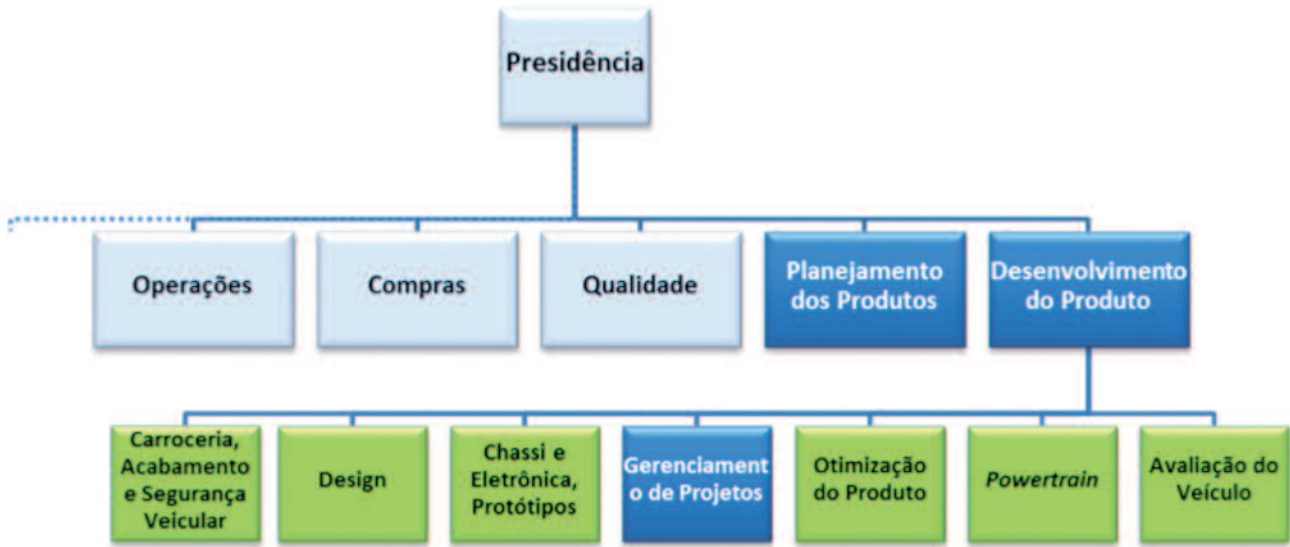 Presidência
Operações
Compras
Qualidade
Planejamento
dos Produtos
Desenvolvimento
do Produto
Carroceria,
Acabamento
e Segurança
Veicular
Design
Chassi e
Eletrônica,
Protótipos
Gerenciament
o de Projetos
Otimização
do Produto
Powertrain
Avaliação do
Veículo